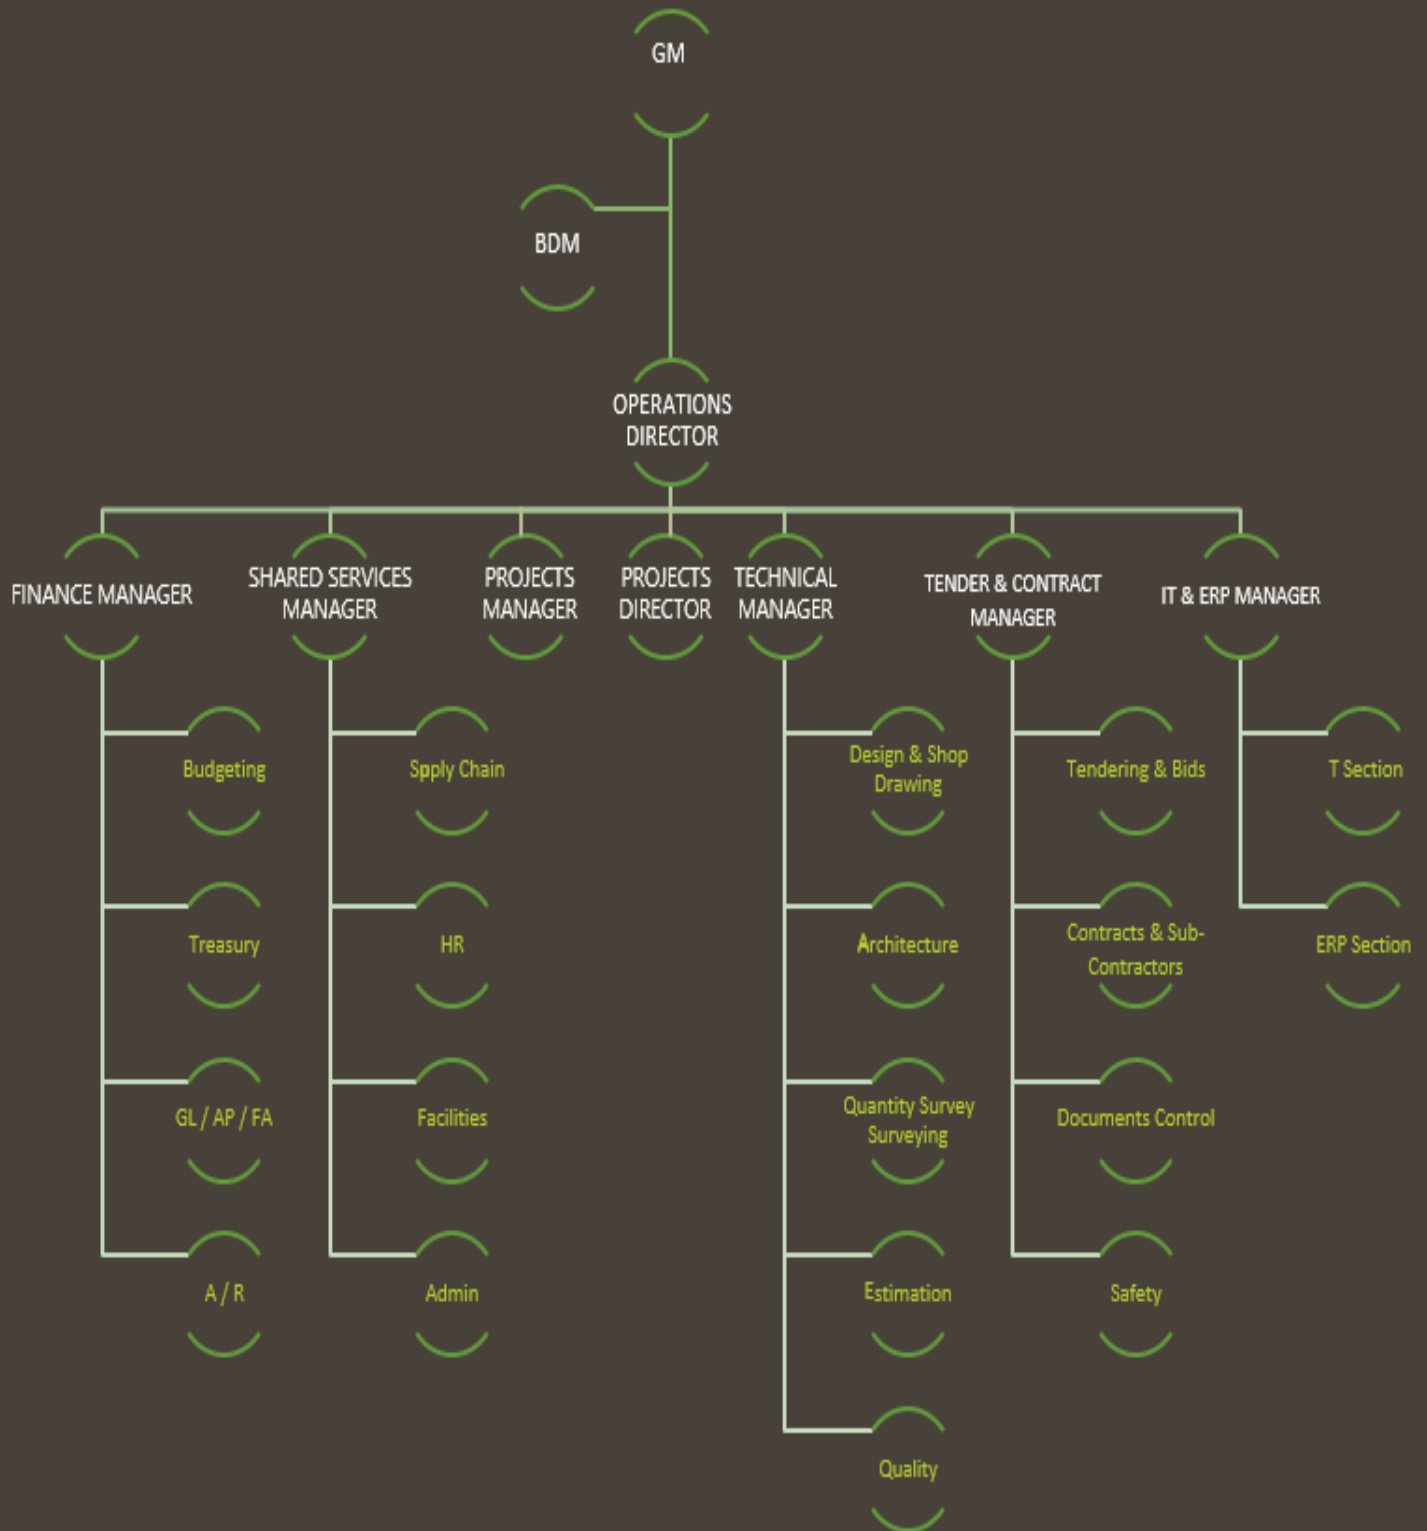 GM
BDM
OPERATIONS
DIRECTOR
FINANCE MANAGER
SHARED SERVICES
MANAGER
PROJECTS
MANAGER
PROJECTS
DIRECTOR
TECHNICAL
MANAGER
TENDER & CONTRACT
MANAGER
IT & ERP MANAGER
Budgeting
Spply Chain
Design & Shop
Drawing
Tendering & Bids
T Section
Treasury
HR
Architecture
Contracts & Sub-
Contractors
ERP Section
GL / AP / FA
Facilities
Quantity Survey
Surveying
Documents Control
A / R
Admin
Estimation
Safety
Quality